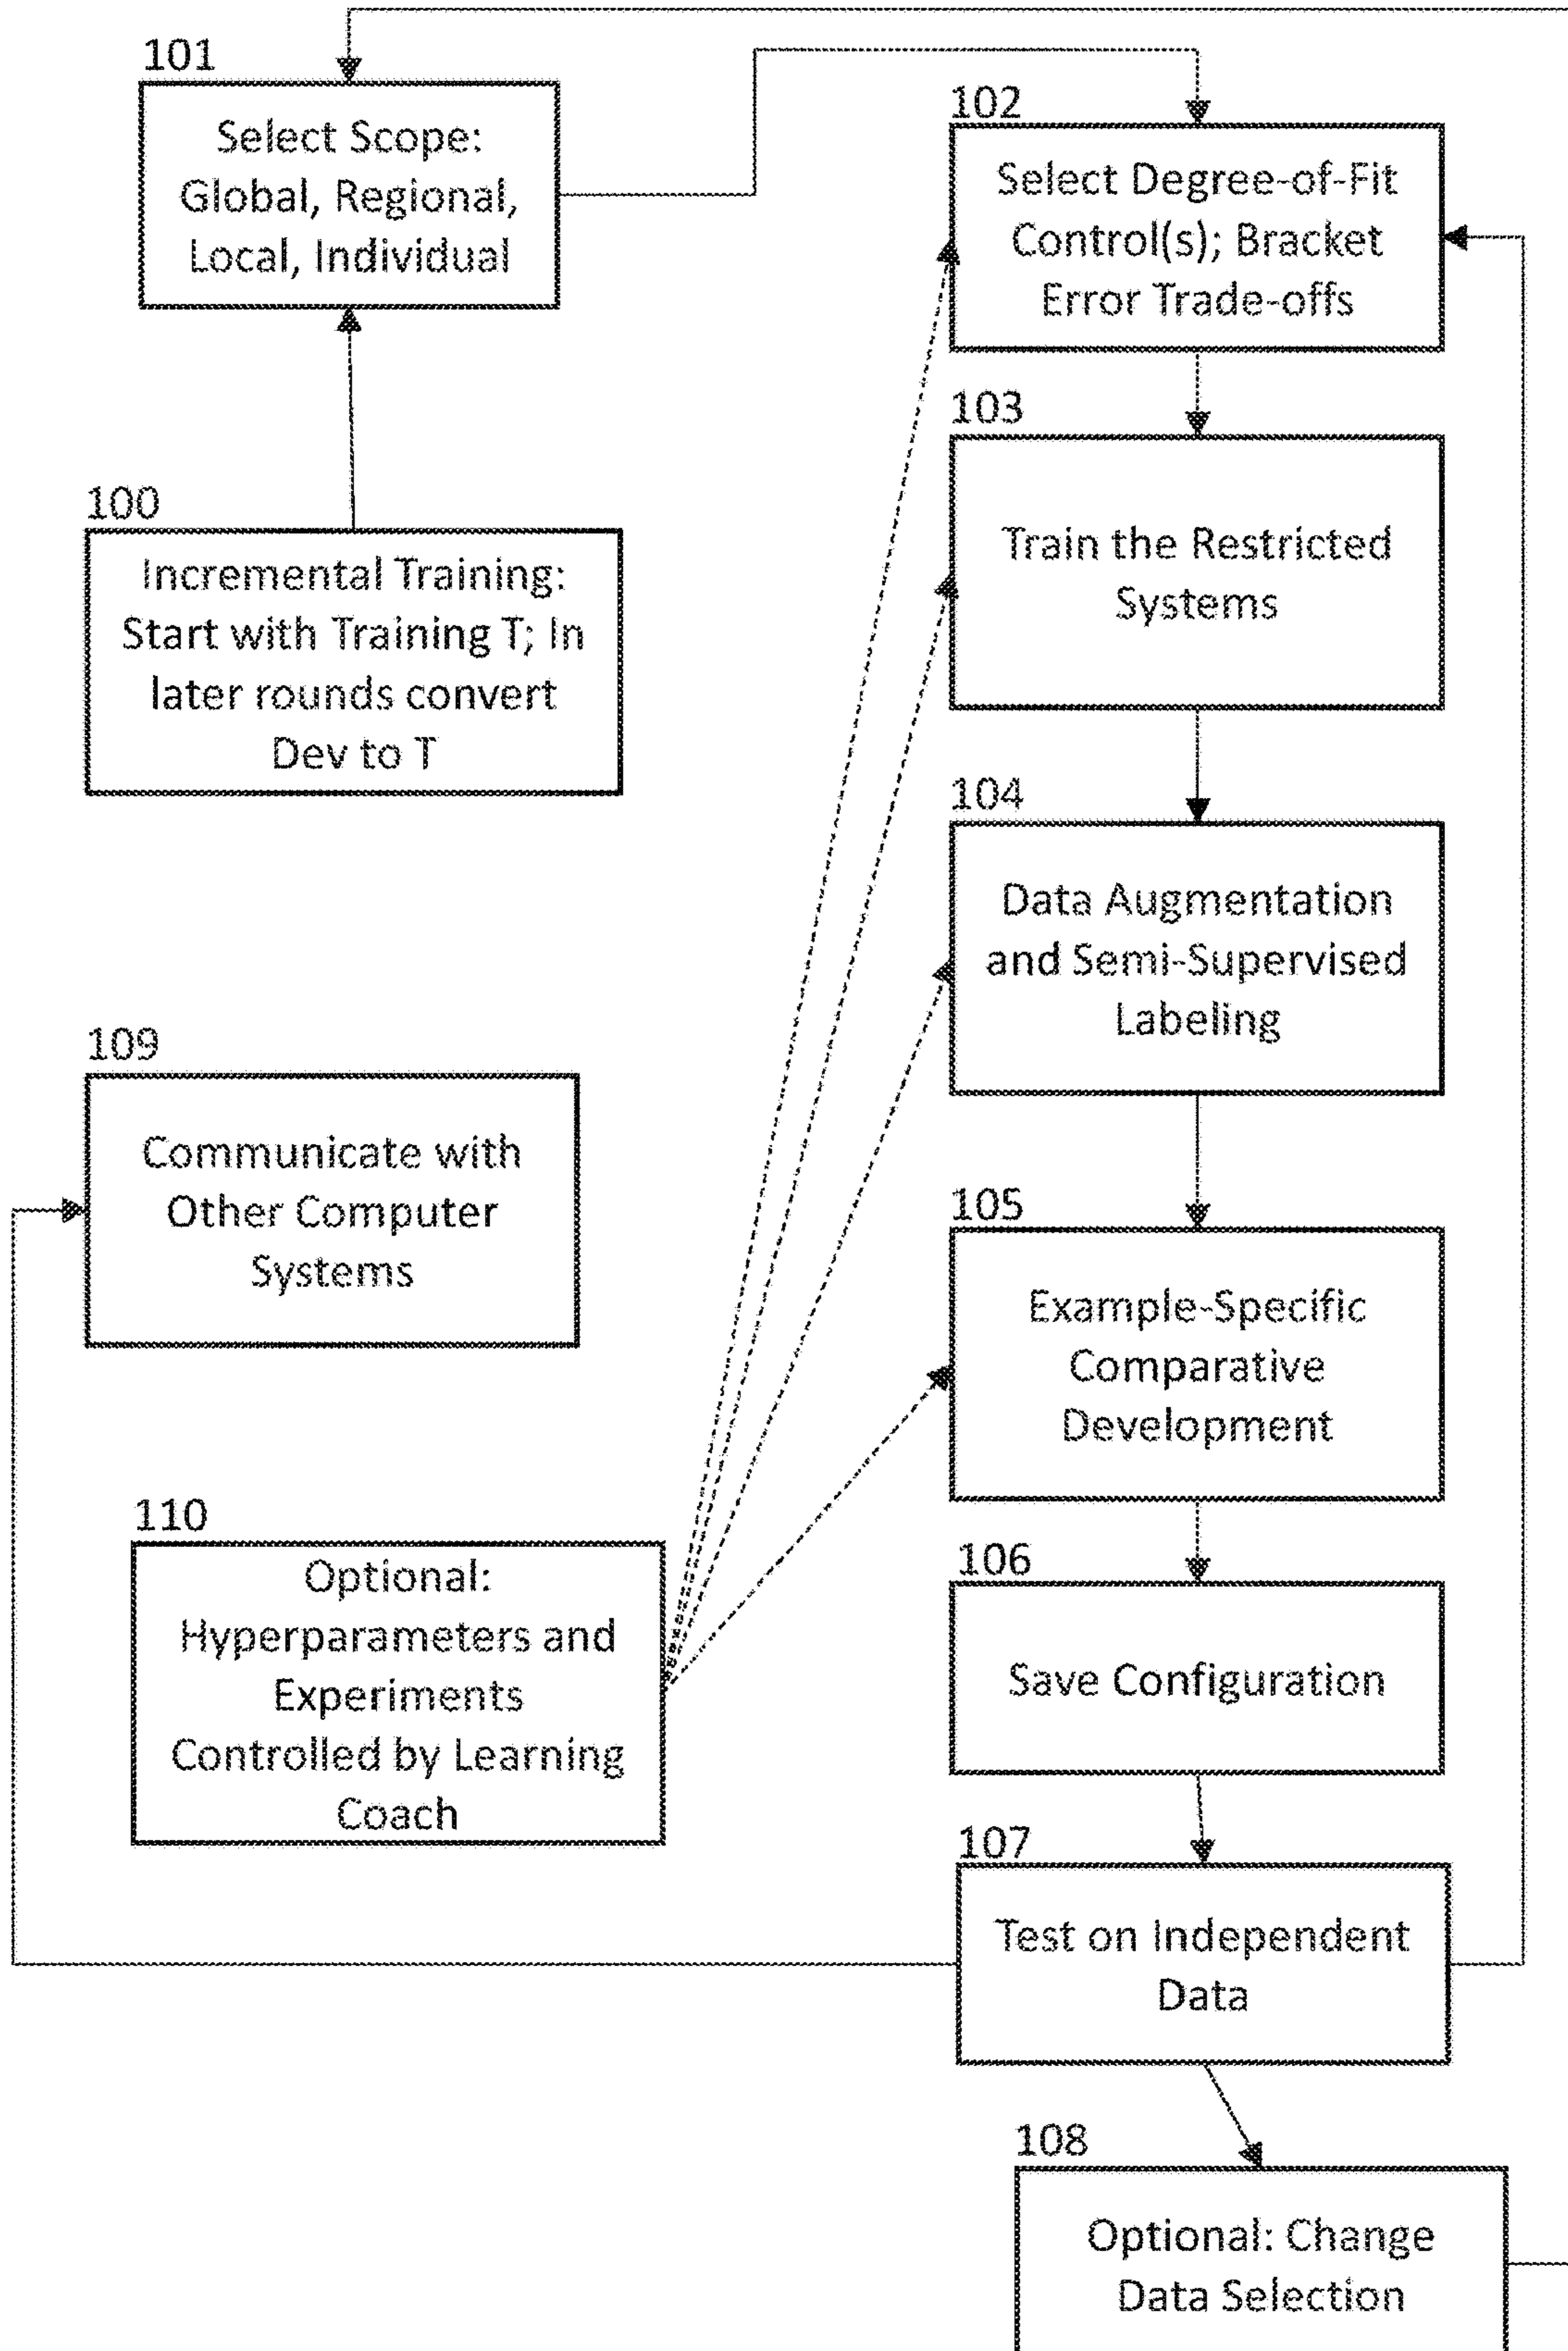 101
Select Scope:
Global, Regional,
Local, Individual
100
Incremental Training:
Start with Training T; In
later rounds convert
Dev to T
109
Communicate with
Other Computer
Systems
110
Optional:
Hyperparameters and
Experiments
Controlled by Learning
Coach
102
Select Degree-of-Fit
Control(s); Bracket
Error Trade-offs
103
Train the Restricted
Systems
104
Data Augmentation
and Semi-Supervised
Labeling
105
Example-Specific
Comparative
Development
106
Save Configuration
107
Test on Independent
Data
108
Optional: Change
Data Selection